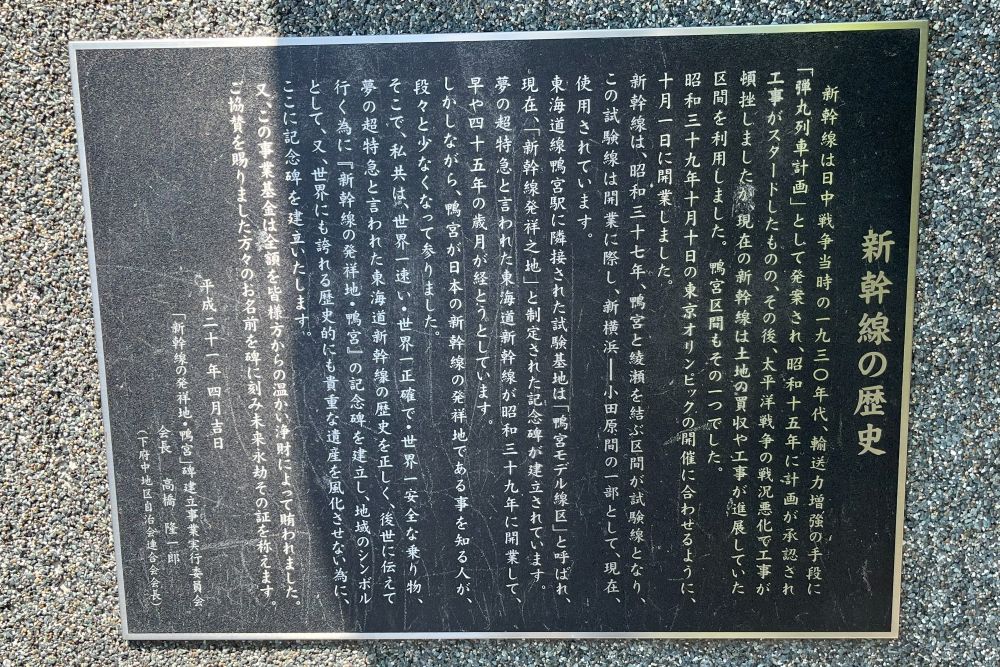 新幹線の歴史
新幹線は日中戦争当時の一九三〇年代、輸送力増強の手段に
「弾丸列車計画」として発案され、昭和十五年に計画が承認され
工事がスタートしたものの、その後、太平洋戦争の戦況悪化で工事が
頓挫しましたが、現在の新幹線は土地の買収や工事が進展していた
区間を利用しました。鴨宮区間もその一つでした。
昭和三十九年十月十日の東京オリンピックの開催に合わせるように、
十月一日に開業しました。
新幹線は、昭和三十七年、鴨宮と綾瀬を結ぶ区間が試験線となり、
この試験線は開業に際し、新横浜―小田原間の一部として、現在、
使用されています。
東海道線鴨宮駅に隣接された試験基地は「鴨宮モデル線区」と呼ばれ、
現在、「新幹線発祥之地」と制定された記念碑が建立されています。
夢の超特急と言われた東海道新幹線が昭和三十九年に開業して、
早や四十五年の歳月が経とうとしています。
しかしながら、鴨宮が日本の新幹線の発祥地である事を知る人が、
段々と少なくなって参りました。
そこで、私共は、世界一速い・世界一正確で・世界一安全な乗り物、
夢の超特急と言われた東海道新幹線の歴史を正しく、後世に伝えて
行く為に『新幹線の発祥地・鴨宮』の記念碑を建立し、地域のシンボル
として、又、世界にも誇れる歴史的にも貴重な遺産を風化させない為に、
ここに記念碑を建立いたします。
又、この事業基金は全額を皆様方からの温かい浄財によって賄われました。
ご協賛を賜りました方々のお名前を碑に刻み未来永劫その証を称えます。
平成二十一年四月吉日
「新幹線の発祥地・鴨宮」碑建立事業実行委員会
会長 高橋隆一郎
(下府中地区自治会連合会会長)